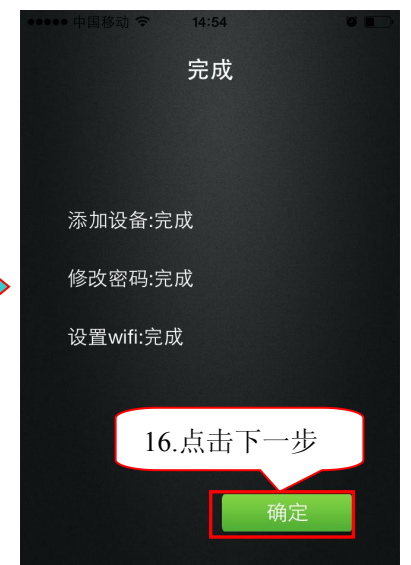 中国移动 14:54
完成
添加设备:完成
修改密码:完成
设置wifi:完成
16.点击下一步
确定